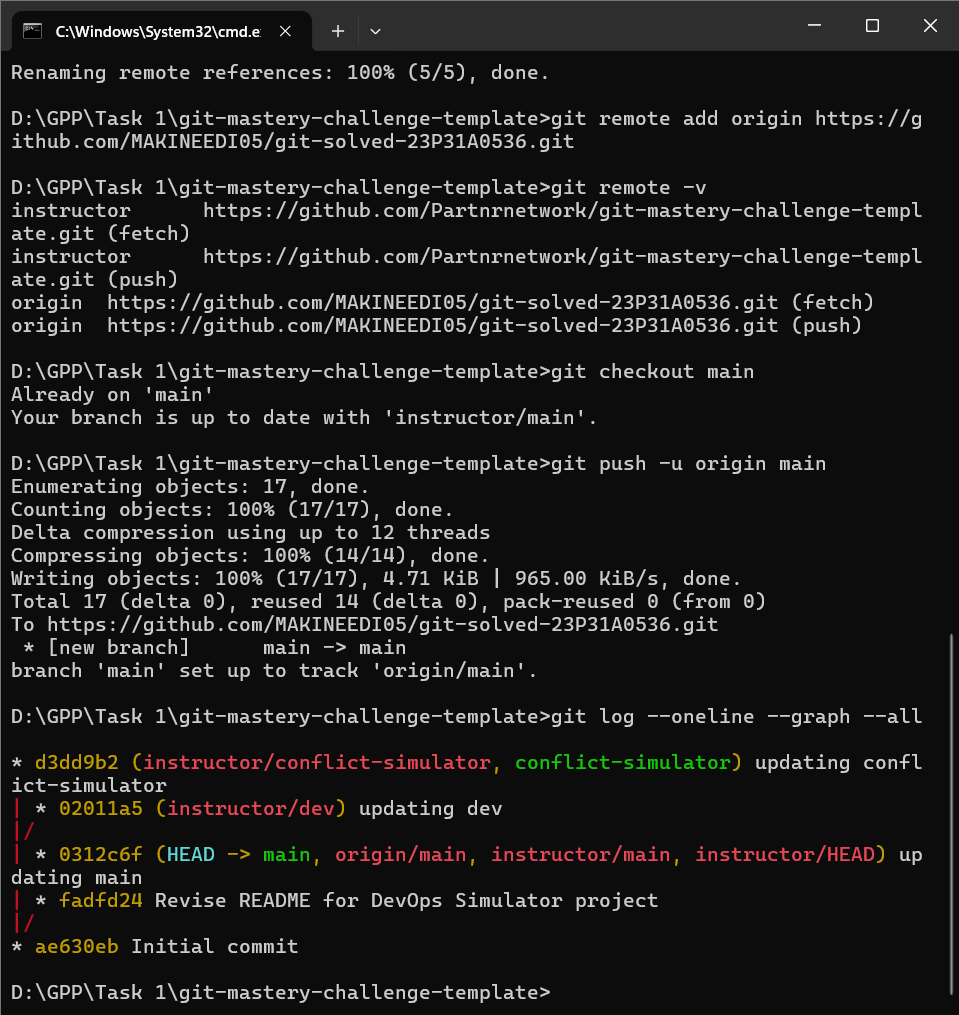 C:\Windows\System32\cmd.e
Renaming remote references: 100% (5/5), done.
D:\GPP\Task 1\git-mastery-challenge-template>git remote add origin https://g
ithub.com/MAKINEEDI05/git-solved-23P31A0536.git
D:\GPP\Task 1\git-mastery-challenge-template>git remote -v
instructor      https://github.com/Partnrnetwork/git-mastery-challenge-templ
ate.git (fetch)
instructor      https://github.com/Partnrnetwork/git-mastery-challenge-templ
ate.git (push)
origin  https://github.com/MAKINEEDI05/git-solved-23P31A0536.git (fetch)
origin  https://github.com/MAKINEEDI05/git-solved-23P31A0536.git (push)
D:\GPP\Task 1\git-mastery-challenge-template>git checkout main
Already on 'main'
Your branch is up to date with 'instructor/main'.
D:\GPP\Task 1\git-mastery-challenge-template>git push -u origin main
Enumerating objects: 17, done.
Counting objects: 100% (17/17), done.
Delta compression using up to 12 threads
Compressing objects: 100% (14/14), done.
Writing objects: 100% (17/17), 4.71 KiB | 965.00 KiB/s, done.
Total 17 (delta 0), reused 14 (delta 0), pack-reused 0 (from 0)
To https://github.com/MAKINEEDI05/git-solved-23P31A0536.git
 * [new branch]      main -> main
branch 'main' set up to track 'origin/main'.
D:\GPP\Task 1\git-mastery-challenge-template>git log --oneline --graph --all
* d3dd9b2 (instructor/conflict-simulator, conflict-simulator) updating confl
ict-simulator
| * 02011a5 (instructor/dev) updating dev
|/
| * 0312c6f (HEAD -> main, origin/main, instructor/main, instructor/HEAD) up
dating main
| * fadfd24 Revise README for DevOps Simulator project
|/
* ae630eb Initial commit
D:\GPP\Task 1\git-mastery-challenge-template>